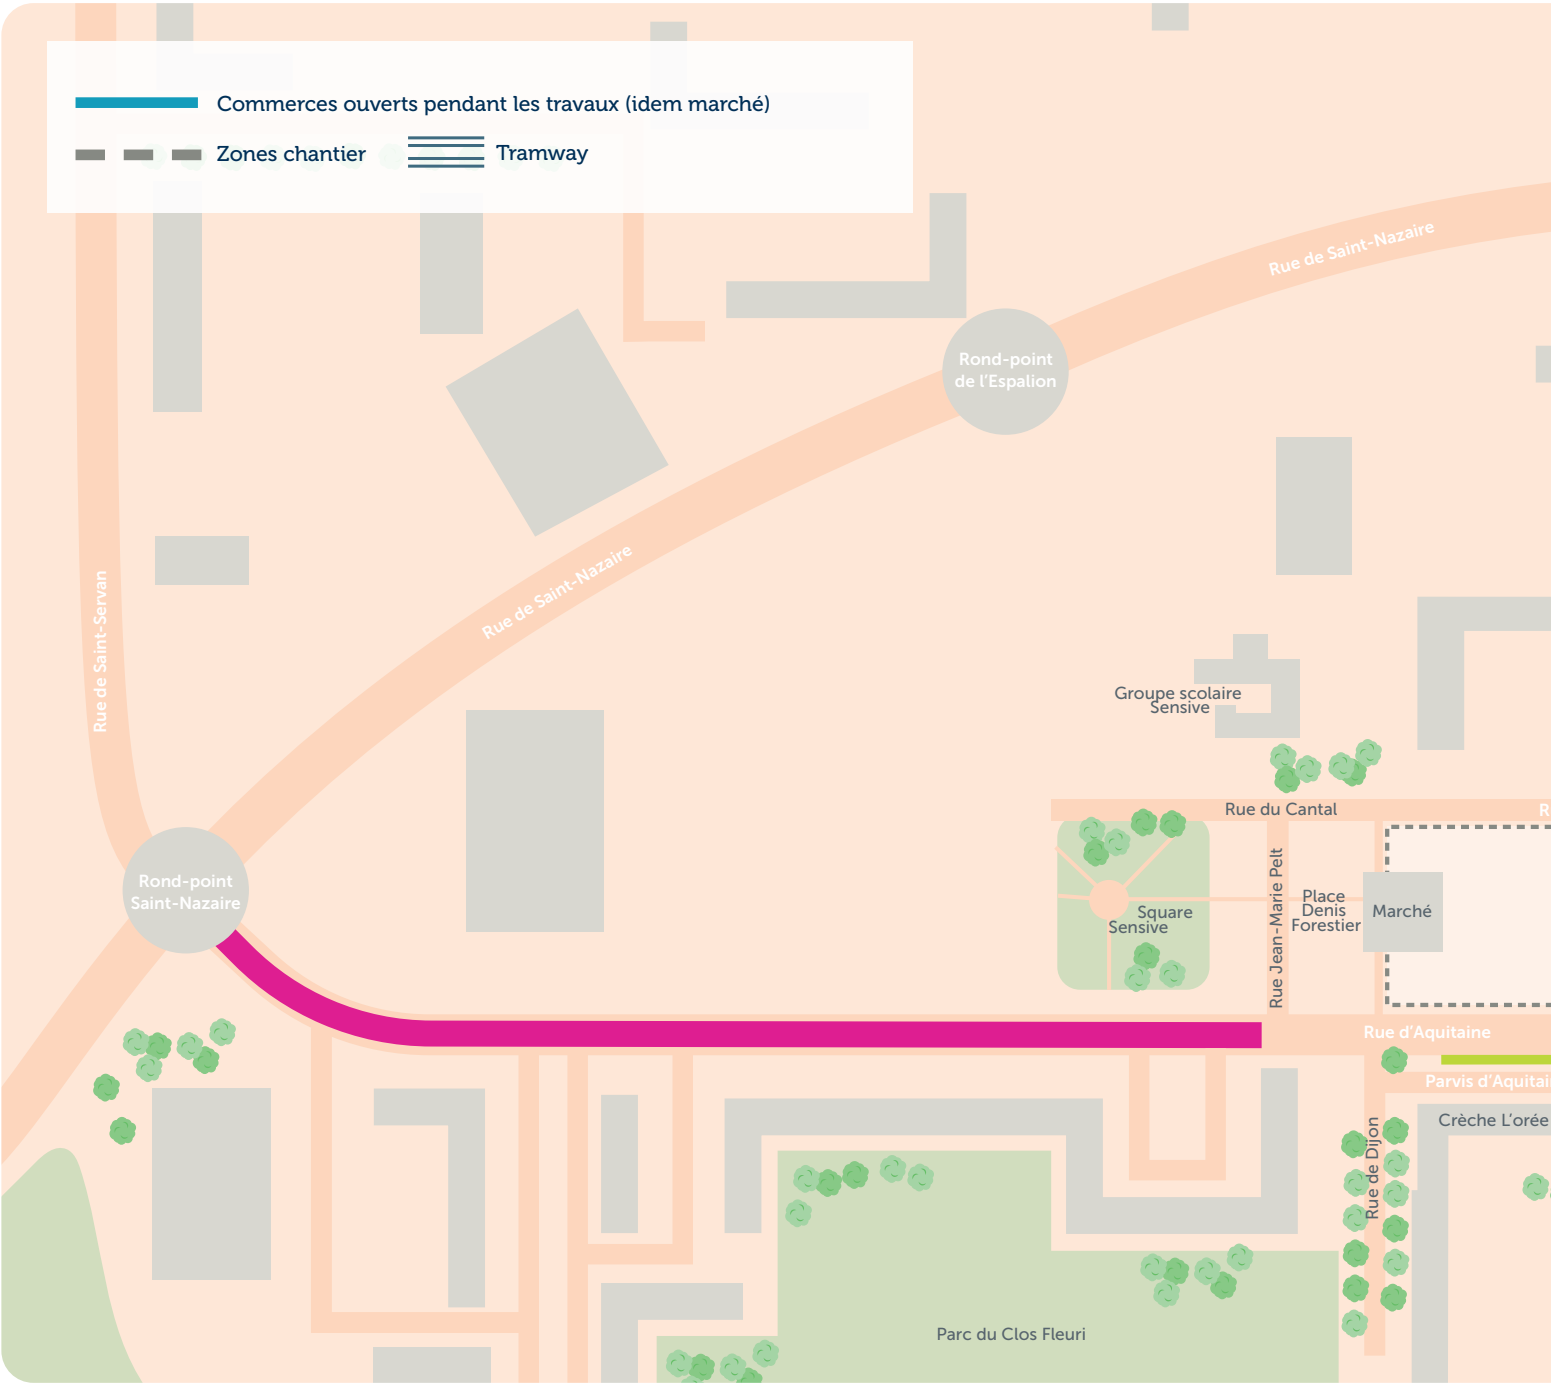 Commerces ouverts pendant les travaux (idem marché)
Zones chantier
Tramway
Rue de Saint-Nazaire
Rond-point
de l'Espalion
Rue de Saint-Nazaire
Rue de Saint-Servan
Groupe scolaire
Sensive
Rue du Cantal
R
Rond-point
Saint-Nazaire
Rue Jean-Marie Pelt
Place
Denis
Forestier
Marché
Square
Sensive
Rue d'Aquitaine
Parvis d'Aquitai
Crèche L'orée
Rue de Dijon
Parc du Clos Fleuri